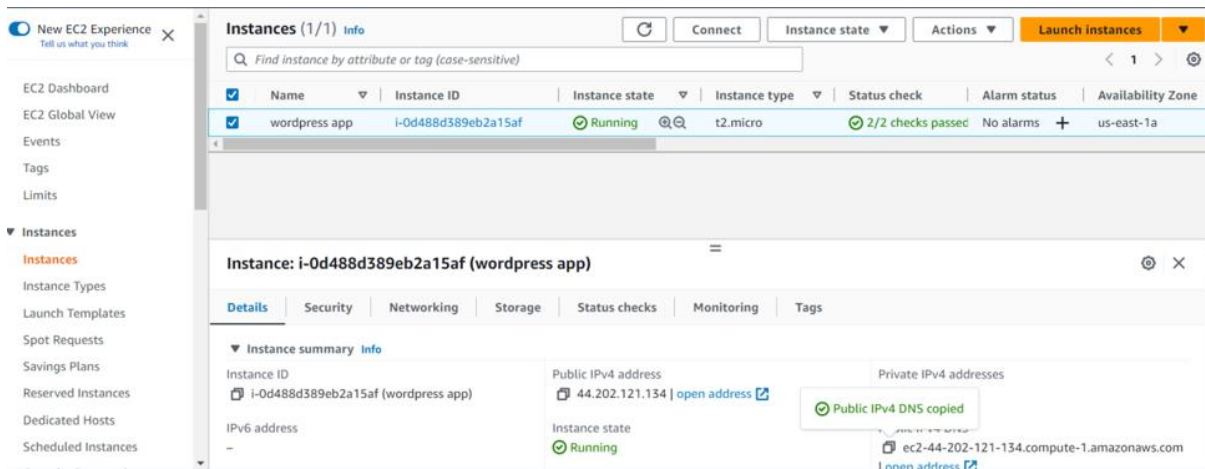 New EC2 Experience
Tell us what you think
EC2 Dashboard
EC2 Global View
Events
Tags
Limits
Instances
Instances
Instance Types
Launch Templates
Spot Requests
Savings Plans
Reserved Instances
Dedicated Hosts
Scheduled Instances
Instances (1/1) Info
Connect
Instance state
Actions
Launch instances
Find instance by attribute or tag (case-sensitive)
1
Name Instance ID Instance state Instance type Status check Alarm status Availability Zone
wordpress app i-0d488d389eb2a15af Running t2.micro 2/2 checks passed No alarms + us-east-1a
Instance: i-0d488d389eb2a15af (wordpress app)
Details Security Networking Storage Status checks Monitoring Tags
Instance summary Info
Instance ID Public IPv4 address Private IPv4 addresses
i-0d488d389eb2a15af (wordpress app) 44.202.121.134 | open address
Public IPv4 DNS copied
IPv6 address Instance state
– Running ec2-44-202-121-134.compute-1.amazonaws.com
| open address